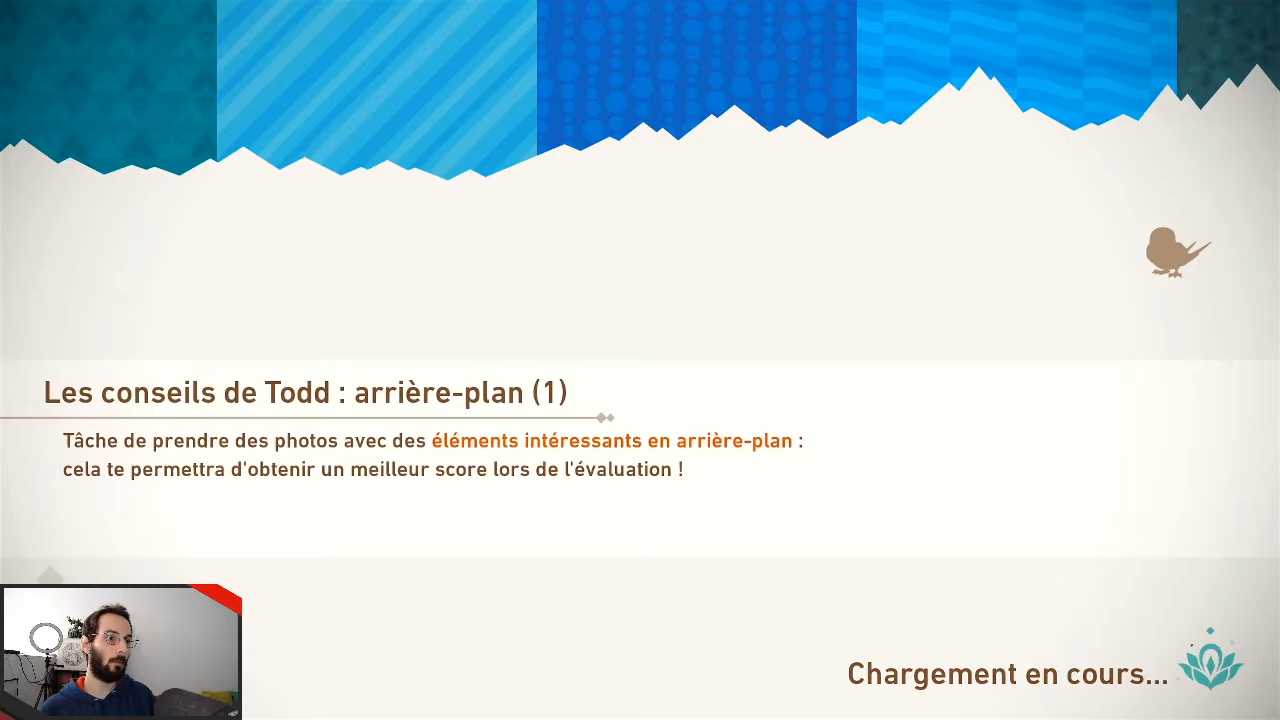 Les conseils de Todd : arrière-plan (1)
Tâche de prendre des photos avec des éléments intéressants en arrière-plan :
cela te permettra d'obtenir un meilleur score lors de l'évaluation !
Chargement en cours...